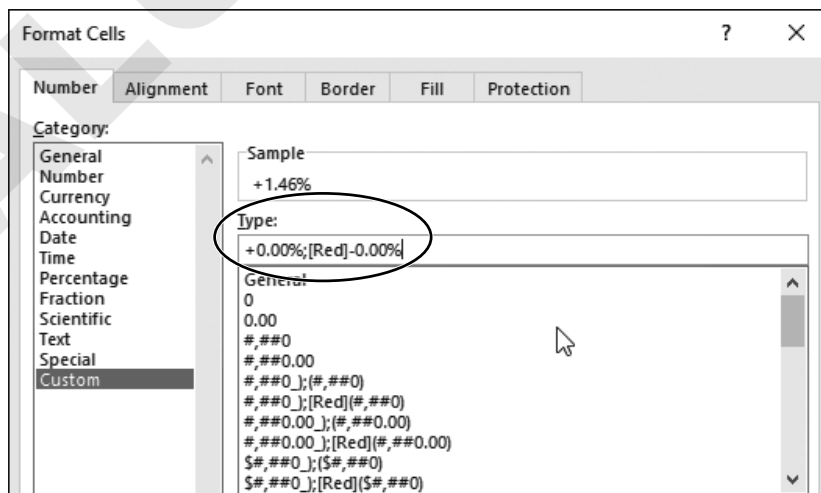 Format Cells ? ×
Number Alignment Font Border Fill Protection
Category:
General
Number
Currency
Accounting
Date
Time
Percentage
Fraction
Scientific
Text
Special
Custom
Sample
+1.46%
Type:
+0.00%;[Red]-0.00%
General
0
0.00
#,##0
#,##0.00
#,##0_);(#,##0)
#,##0_);[Red](#,##0)
#,##0.00_);(#,##0.00)
#,##0.00_);[Red](#,##0.00)
$#,##0_);($#,##0)
$#,##0_);[Red]($#,##0)